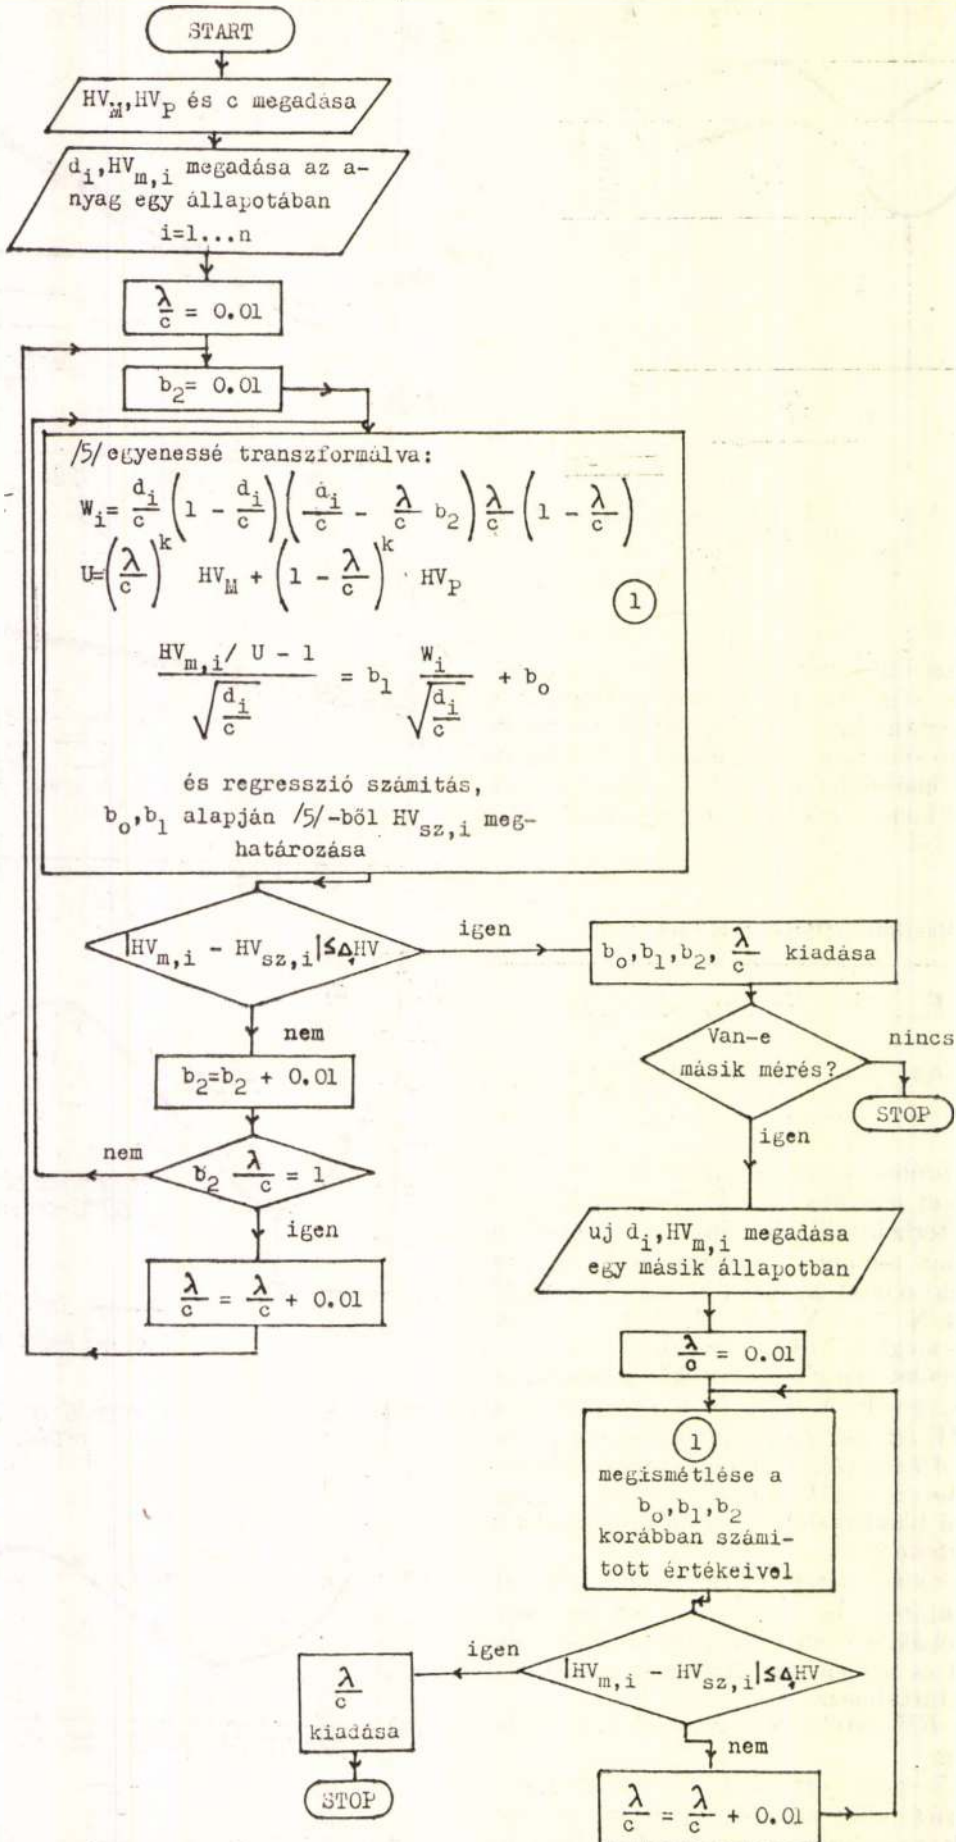 START
HV_M, HV_P és c megadása
d_i, HV_m,i megadása az a-
nyag egy állapotában
i=1...n
λ/c = 0.01
b_2= 0.01
/5/ egyenessé transzformálva:
W_i= d_i/c (1 - d_i/c) (d_i/c - λ/c b_2) λ/c (1 - λ/c)
U=(λ/c)^k HV_M + (1 - λ/c)^k · HV_P
1
(HV_m,i / U - 1)/√(d_i/c) = b_1 W_i/√(d_i/c) + b_o
és regresszió számitás,
b_o, b_1 alapján /5/-ből HV_sz,i meg-
határozása
|HV_m,i - HV_sz,i| ≤ Δ,HV
igen
b_o, b_1, b_2, λ/c kiadása
nem
Van-e
másik mérés?
nincs
STOP
b_2=b_2 + 0.01
igen
nem
b_2 λ/c = 1
igen
uj d_i, HV_m,i megadása
egy másik állapotban
λ/c = λ/c + 0.01
λ/c = 0.01
1
megismétlése a
b_o, b_1, b_2
korábban számi-
tott értékeivel
igen
|HV_m,i - HV_sz,i| ≤ Δ,HV
λ/c
kiadása
nem
STOP
λ/c = λ/c + 0.01